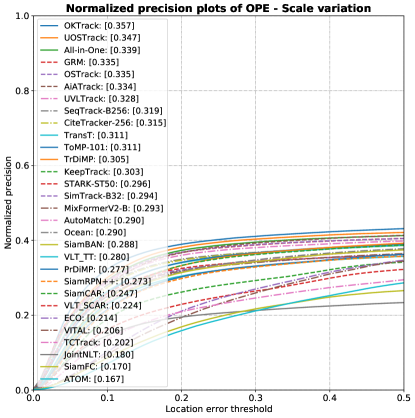 Normalized precision plots of OPE - Scale variation
Normalized precision
1.0
0.8
0.6
0.4
0.2
0.0
OKTrack: [0.357]
UOSTrack: [0.347]
All-in-One: [0.339]
GRM: [0.335]
OSTrack: [0.335]
AiATrack: [0.334]
UVLTrack: [0.328]
SeqTrack-B256: [0.319]
CiteTracker-256: [0.315]
TransT: [0.311]
ToMP-101: [0.311]
TrDiMP: [0.305]
KeepTrack: [0.303]
STARK-ST50: [0.296]
SimTrack-B32: [0.294]
MixFormerV2-B: [0.293]
AutoMatch: [0.290]
Ocean: [0.290]
SiamBAN: [0.288]
VLT_TT: [0.280]
PrDiMP: [0.277]
SiamRPN++: [0.273]
SiamCAR: [0.247]
VLT_SCAR: [0.224]
ECO: [0.214]
VITAL: [0.206]
TCTrack: [0.202]
JointNLT: [0.180]
SiamFC: [0.170]
ATOM: [0.167]
0.0 0.1 0.2 0.3 0.4 0.5
Location error threshold